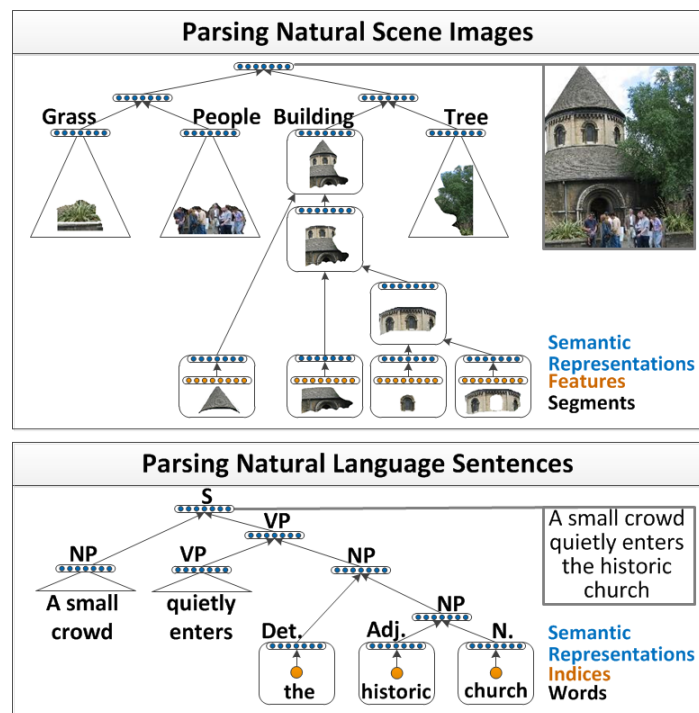 Parsing Natural Scene Images
Grass
People
Building
Tree
Semantic
Representations
Features
Segments
Parsing Natural Language Sentences
S
VP
NP
VP
NP
A small
crowd
quietly
enters
NP
Det.
Adj.
N.
the
historic
church
A small crowd
quietly enters
the historic
church
Semantic
Representations
Indices
Words